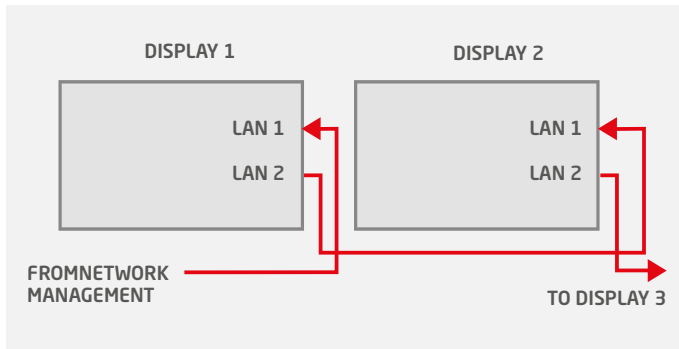 DISPLAY 1
DISPLAY 2
LAN 1
LAN 2
LAN 1
LAN 2
FROMNETWORK
MANAGEMENT
TO DISPLAY 3